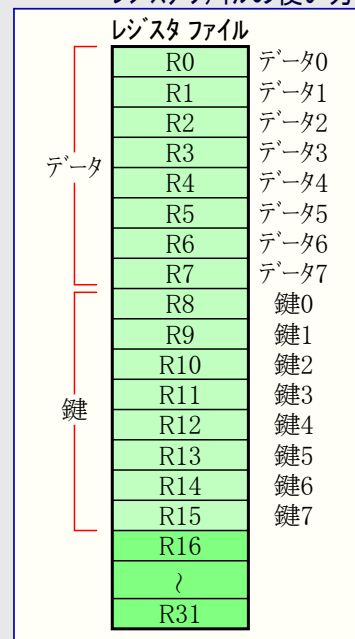 レジスタ ファイル
R0 データ0
R1 データ1
R2 データ2
R3 データ3
データ
R4 データ4
R5 データ5
R6 データ6
R7 データ7
R8 鍵0
R9 鍵1
R10 鍵2
R11 鍵3
鍵
R12 鍵4
R13 鍵5
R14 鍵6
R15 鍵7
R16
~
R31